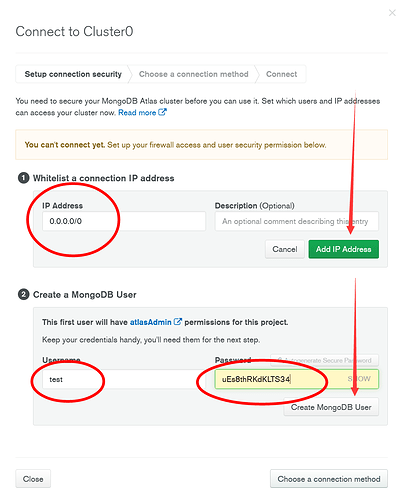 ×
Connect to Cluster0
Setup connection security
Choose a connection method
Connect
You need to secure your MongoDB Atlas cluster before you can use it. Set which users and IP addresses
can access your cluster now. Read more
You can't connect yet. Set up your firewall access and user security permission below.
1 Whitelist a connection IP address
IP Address
Description (Optional)
0.0.0.0/0
An optional comment describing this entry
Cancel
Add IP Address
2 Create a MongoDB User
This first user will have atlasAdmin permissions for this project.
Keep your credentials handy, you'll need them for the next step.
Username
Password
Autogenerate Secure Password
test
uEs8thRKdKLTS34
SHOW
Create MongoDB User
Close
Choose a connection method